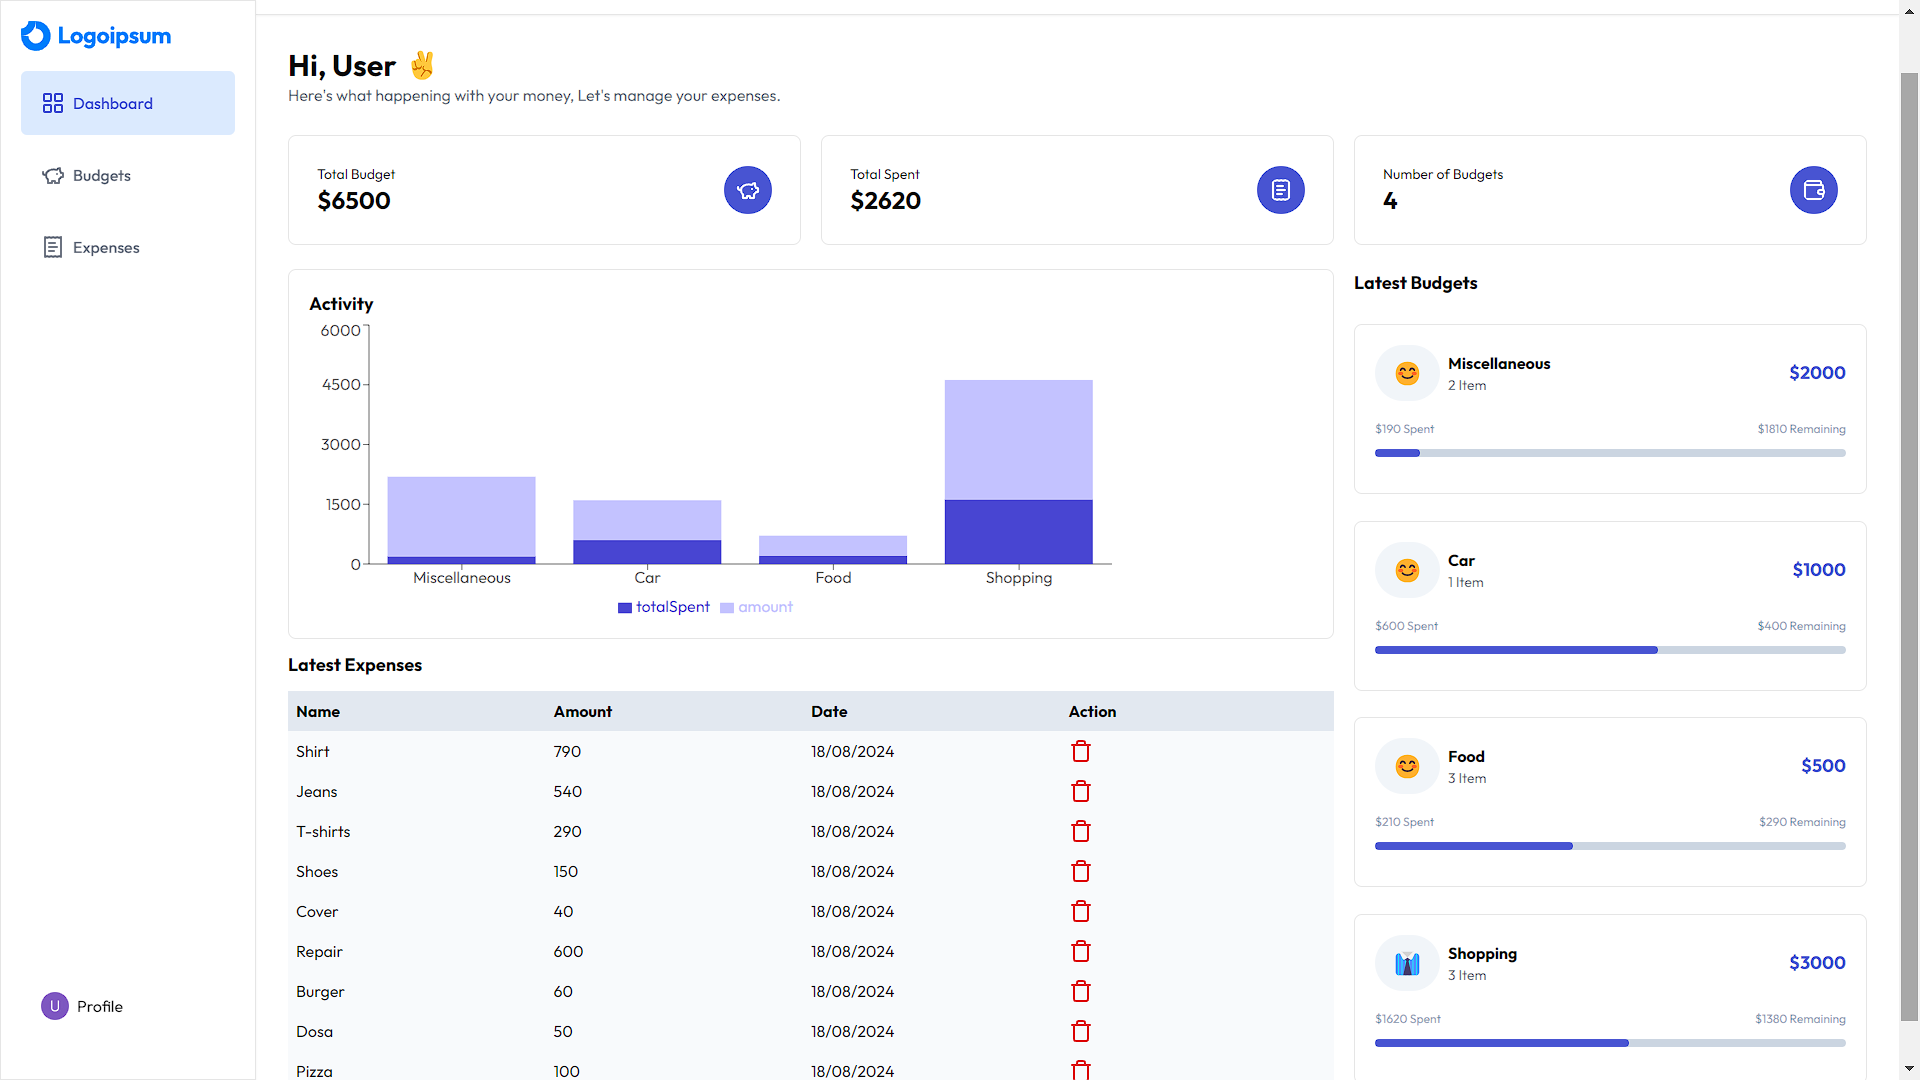 Logoipsum
Dashboard
Budgets
Expenses
U Profile
Hi, User ✌️
Here's what happening with your money, Let's manage your expenses.
Total Budget
$6500
Total Spent
$2620
Number of Budgets
4
Activity
6000
4500
3000
1500
0
Miscellaneous Car Food Shopping
totalSpent amount
Latest Expenses
Name Amount Date Action
Shirt 790 18/08/2024
Jeans 540 18/08/2024
T-shirts 290 18/08/2024
Shoes 150 18/08/2024
Cover 40 18/08/2024
Repair 600 18/08/2024
Burger 60 18/08/2024
Dosa 50 18/08/2024
Pizza 100 18/08/2024
Latest Budgets
Miscellaneous
2 Item
$2000
$190 Spent $1810 Remaining
Car
1 Item
$1000
$600 Spent $400 Remaining
Food
3 Item
$500
$210 Spent $290 Remaining
Shopping
3 Item
$3000
$1620 Spent $1380 Remaining